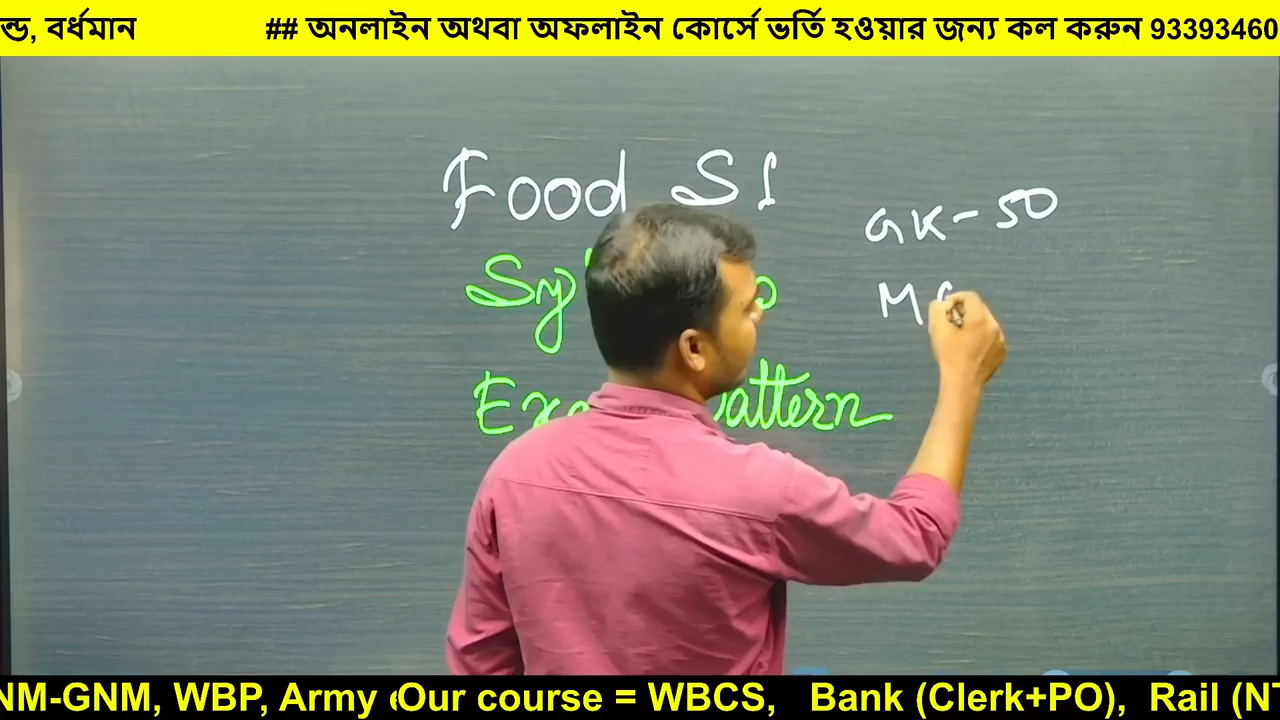 ন্ড, বর্ধমান ## অনলাইন অথবা অফলাইন কোর্সে ভর্তি হওয়ার জন্য কল করুন 93393460
Food SI
GK-50
Pattern
NM-GNM, WBP, Army Our course = WBCS, Bank (Clerk+PO), Rail (NT